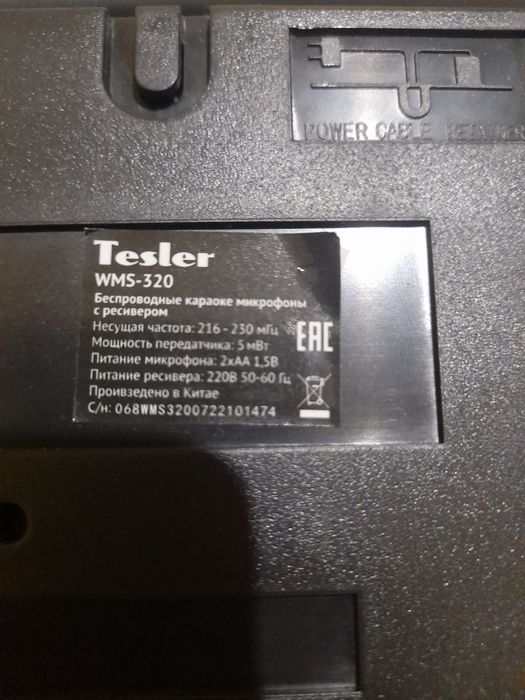 POWER CABLE RETAINER
Tesler
WMS-320
Беспроводные караоке микрофоны
с ресивером
Несущая частота: 216 - 230 мГц
Мощность передатчика: 5 мВт
Питание микрофона: 2xAA 1,5В
Питание ресивера: 220В 50-60 Гц
Произведено в Китае
С/н: 068WMS3200722101474
EAC